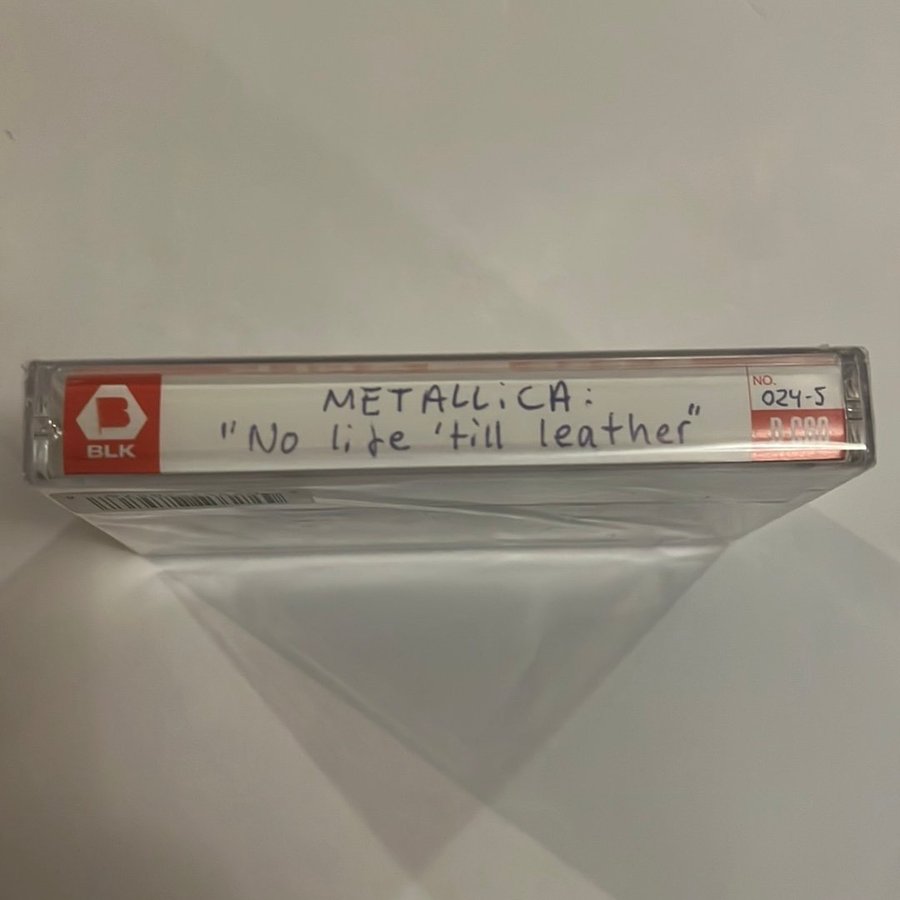 BLK
METALLiCA:
"No life 'till leather"
NO.
024-5